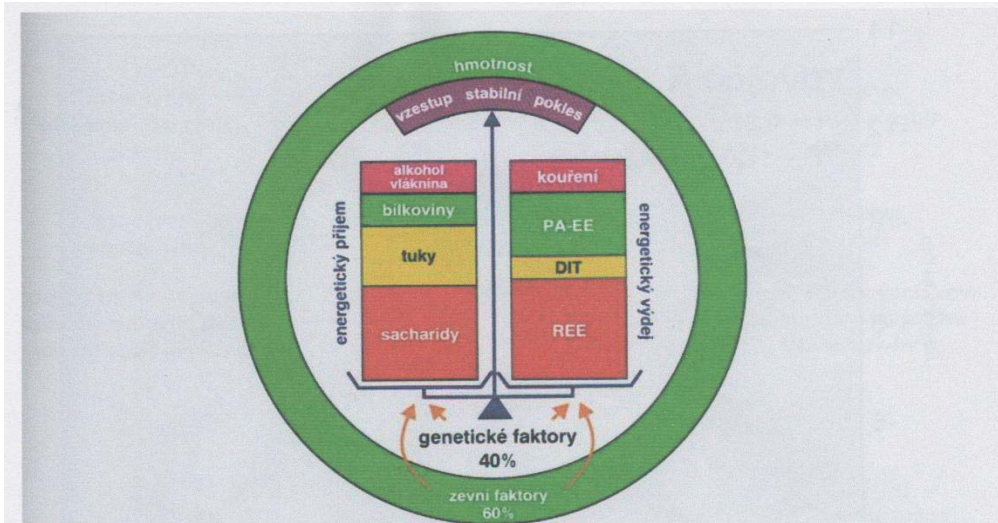 hmotnost
vzestup stabilní pokles
energetický příjem
alkohol
vláknina
bílkoviny
tuky
sacharidy
kouření
PA-EE
DIT
REE
energetický výdej
genetické faktory
40%
zevní faktory
60%